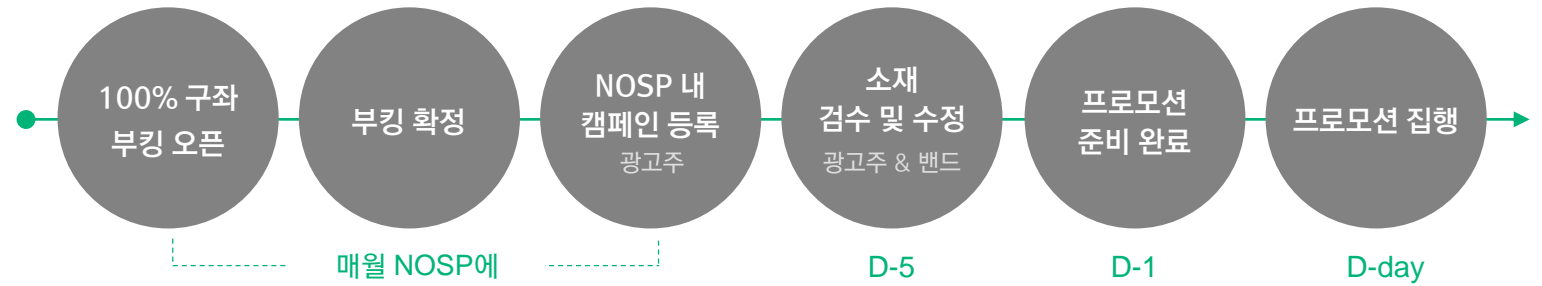 100% 구좌
부킹 오픈
부킹 확정
NOSP 내
캠페인 등록
광고주
소재
검수 및 수정
광고주 & 밴드
프로모션
준비 완료
프로모션 집행
매월 NOSP에
D-5
D-1
D-day